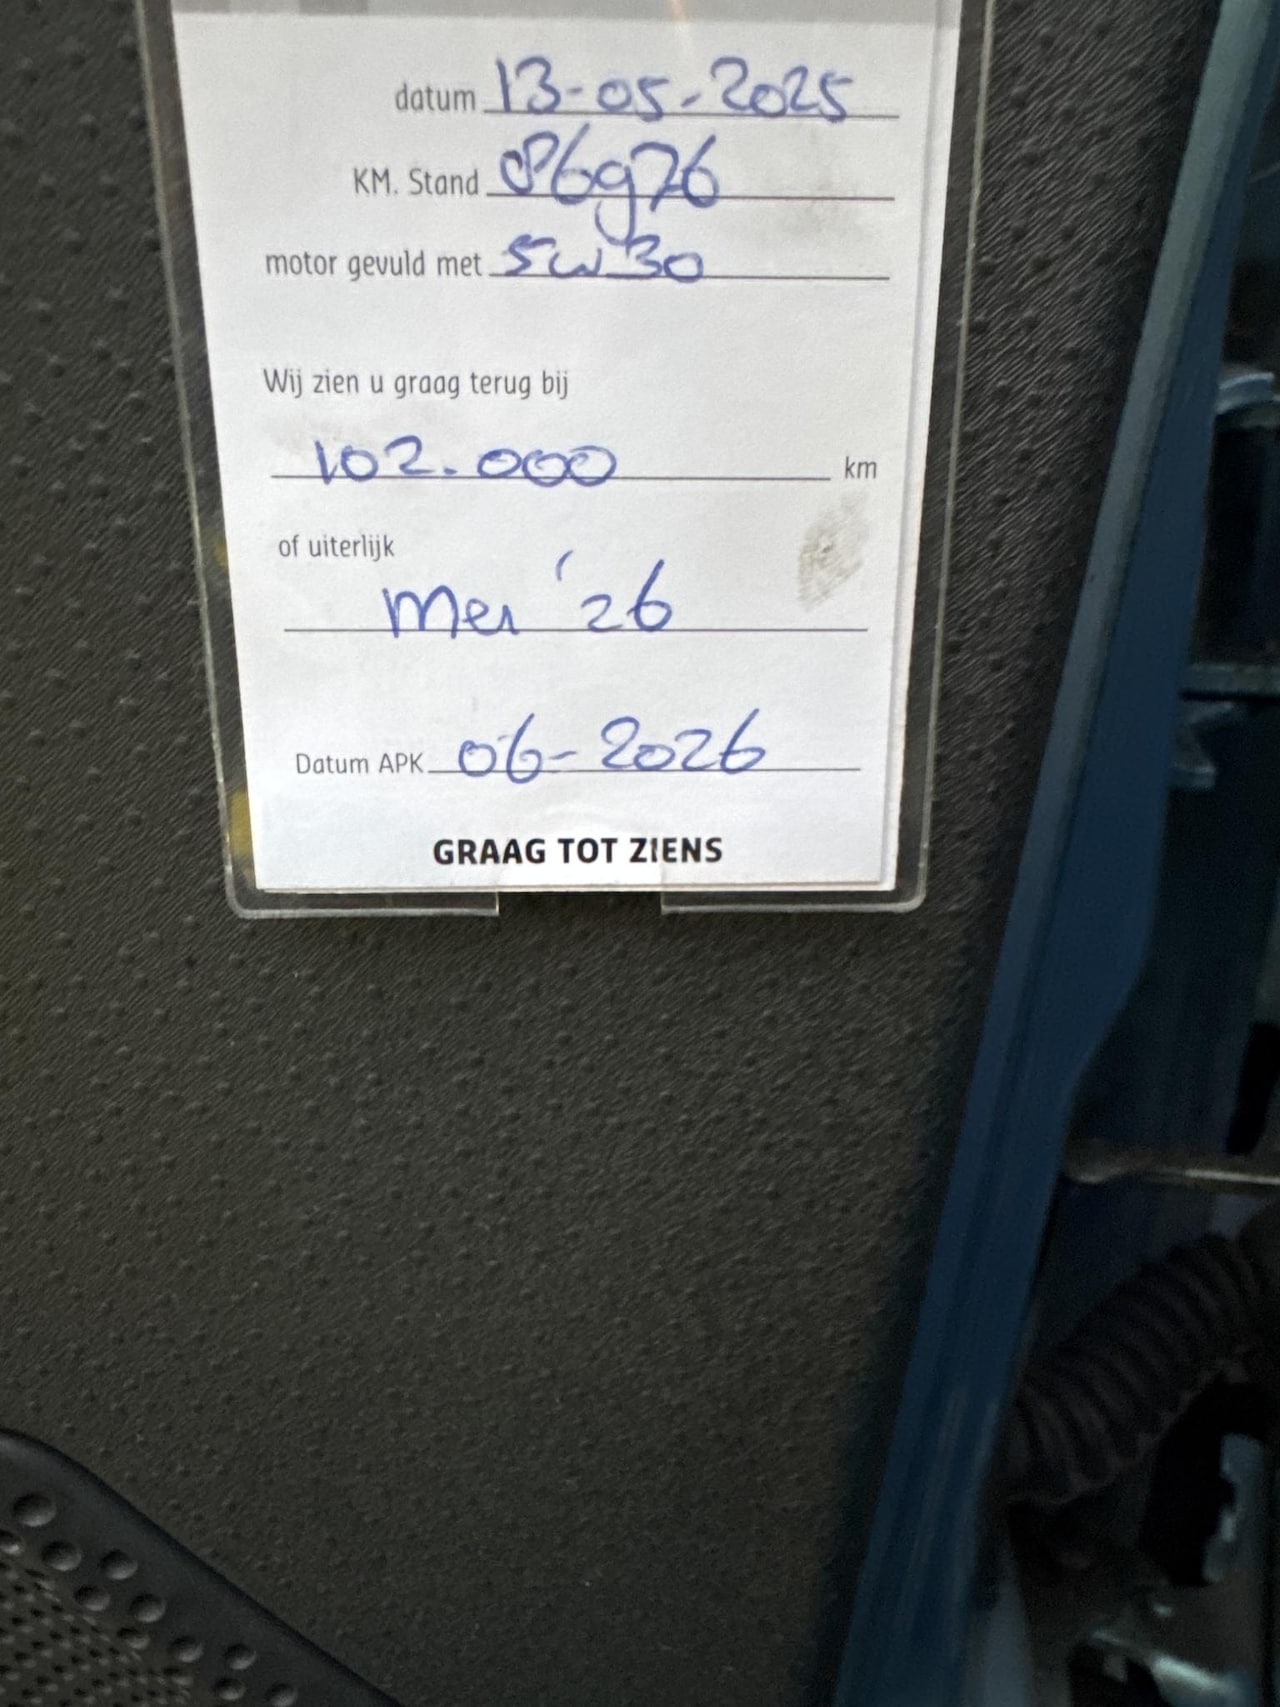 datum 13-05-2025
KM. Stand 086976
motor gevuld met 5w30
Wij zien u graag terug bij
102.000 km
of uiterlijk
mei '26
Datum APK 06-2026
GRAAG TOT ZIENS